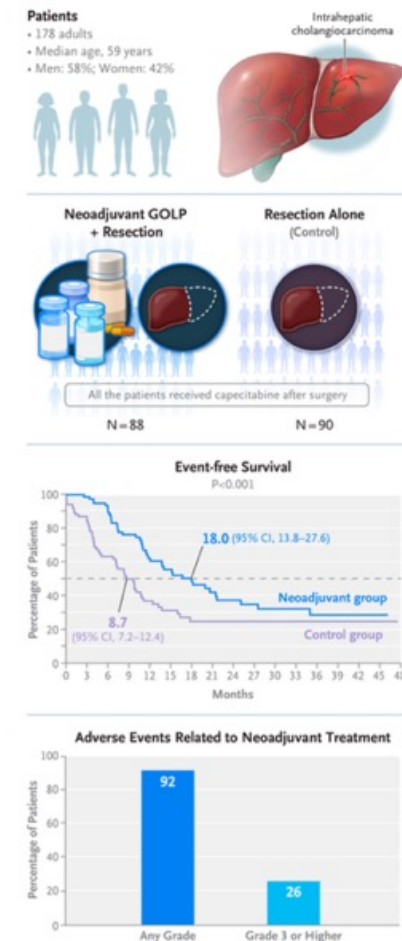 Patients
• 178 adults
• Median age, 59 years
• Men: 58%; Women: 42%
Intrahepatic
cholangiocarcinoma
Neoadjuvant GOLP
+ Resection
Resection Alone
(Control)
All the patients received capecitabine after surgery
N=88
N=90
Event-free Survival
P<0.001
Percentage of Patients
100
80
60
40
20
0
18.0 (95% CI, 13.8–27.6)
Neoadjuvant group
8.7
(95% CI, 7.2–12.4)
Control group
0 3 6 9 12 15 18 21 24 27 30 33 36 39 42 45 48
Months
Adverse Events Related to Neoadjuvant Treatment
Percentage of Patients
100
80
60
40
20
0
92
26
Any Grade
Grade 3 or Higher